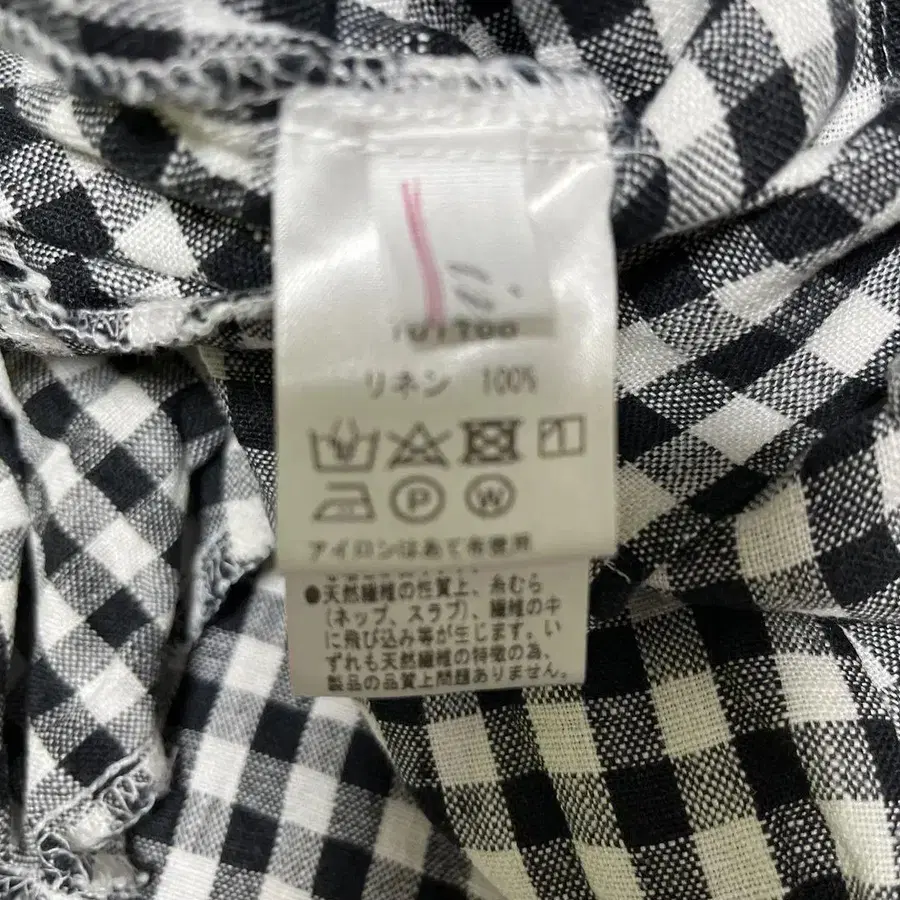 リネン 100%
P W
アイロンはあて布使用
●天然繊維の性質上、糸むら
(ネップ、スラブ)、繊維の中
に飛び込み等が生じます。い
ずれも天然繊維の特徴の為、
製品の品質上問題ありません。